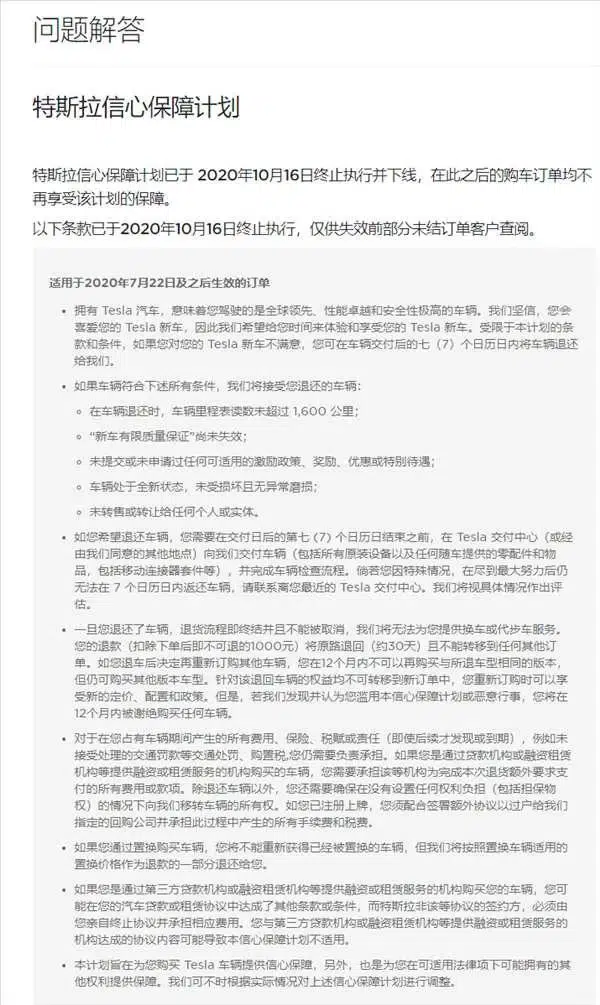 问题解答
特斯拉信心保障计划
特斯拉信心保障计划已于 2020年10月16日终止执行并下线，在此之后的购车订单均不
再享受该计划的保障。
以下条款已于2020年10月16日终止执行，仅供失效前部分未结订单客户查阅。
适用于2020年7月22日及之后生效的订单
• 拥有 Tesla 汽车，意味着您驾驶的是全球领先、性能卓越和安全性极高的车辆。我们坚信，您会
喜爱您的 Tesla 新车，因此我们希望给您时间来体验和享受您的 Tesla 新车。受限于本计划的条
款和条件，如果您对您的 Tesla 新车不满意，您可在车辆交付后的七（7）个日历日内将车辆退还
给我们。
• 如果车辆符合下述所有条件，我们将接受您退还的车辆：
◦ 在车辆退还时，车辆里程表读数未超过 1,600 公里；
◦ “新车有限质量保证”尚未失效；
◦ 未提交或未申请过任何可适用的激励政策、奖励、优惠或特别待遇；
◦ 车辆处于全新状态，未受损坏且无异常磨损；
◦ 未转售或转让给任何个人或实体。
• 如您希望退还车辆，您需要在交付日后的第七 (7) 个日历日结束之前，在 Tesla 交付中心（或经
由我们同意的其他地点）向我们交付车辆（包括所有原装设备以及任何随车提供的零配件和物
品，包括移动连接器套件等），并完成车辆检查流程。倘若您因特殊情况，在尽到最大努力后仍
无法在 7 个日历日内返还车辆，请联系离您最近的 Tesla 交付中心。我们将视具体情况作出评
估。
• 一旦您退还了车辆，退货流程即终结并且不能被取消，我们将无法为您提供换车或代步车服务。
您的退款（扣除下单后即不可退的1000元）将原路退回（约30天）且不能转移到任何其他订
单。如您退车后决定再重新订购其他车辆，您在12个月内不可以再购买与所退车型相同的版本，
但仍可购买其他版本车型。针对该退回车辆的权益均不可转移到新订单中，您重新订购时可以享
受新的定价、配置和政策。但是，若我们发现并认为您滥用本信心保障计划或恶意行事，您将在
12个月内被谢绝购买任何车辆。
• 对于在您占有车辆期间产生的所有费用、保险、税赋或责任（即使后续才发现或到期），例如未
接受处理的交通罚款等交通处罚、购置税,您仍需要负责承担。如果您是通过贷款机构或融资租赁
机构等提供融资或租赁服务的机构购买的车辆，您需要承担该等机构为完成本次退货额外要求支
付的所有费用或款项。除退还车辆以外，您还需要确保在没有设置任何权利负担（包括担保物
权）的情况下向我们移转车辆的所有权。如您已注册上牌，您须配合签署额外协议以过户给我们
指定的回购公司并承担此过程中产生的所有手续费和税费。
• 如果您通过置换购买车辆，您将不能重新获得已经被置换的车辆，但我们将按照置换车辆适用的
置换价格作为退款的一部分退还给您。
• 如果您是通过第三方贷款机构或融资租赁机构等提供融资或租赁服务的机构购买您的车辆，您可
能在您的汽车贷款或租赁协议中达成了其他条款或条件，而特斯拉非该等协议的签约方，必须由
您亲自终止协议并承担相应费用。您与第三方贷款机构或融资租赁机构等提供融资或租赁服务的
机构达成的协议内容可能导致本信心保障计划不适用。
• 本计划旨在为您购买 Tesla 车辆提供信心保障，另外，也是为您在可适用法律项下可能拥有的其
他权利提供保障。我们可不时根据实际情况对上述信心保障计划进行调整。